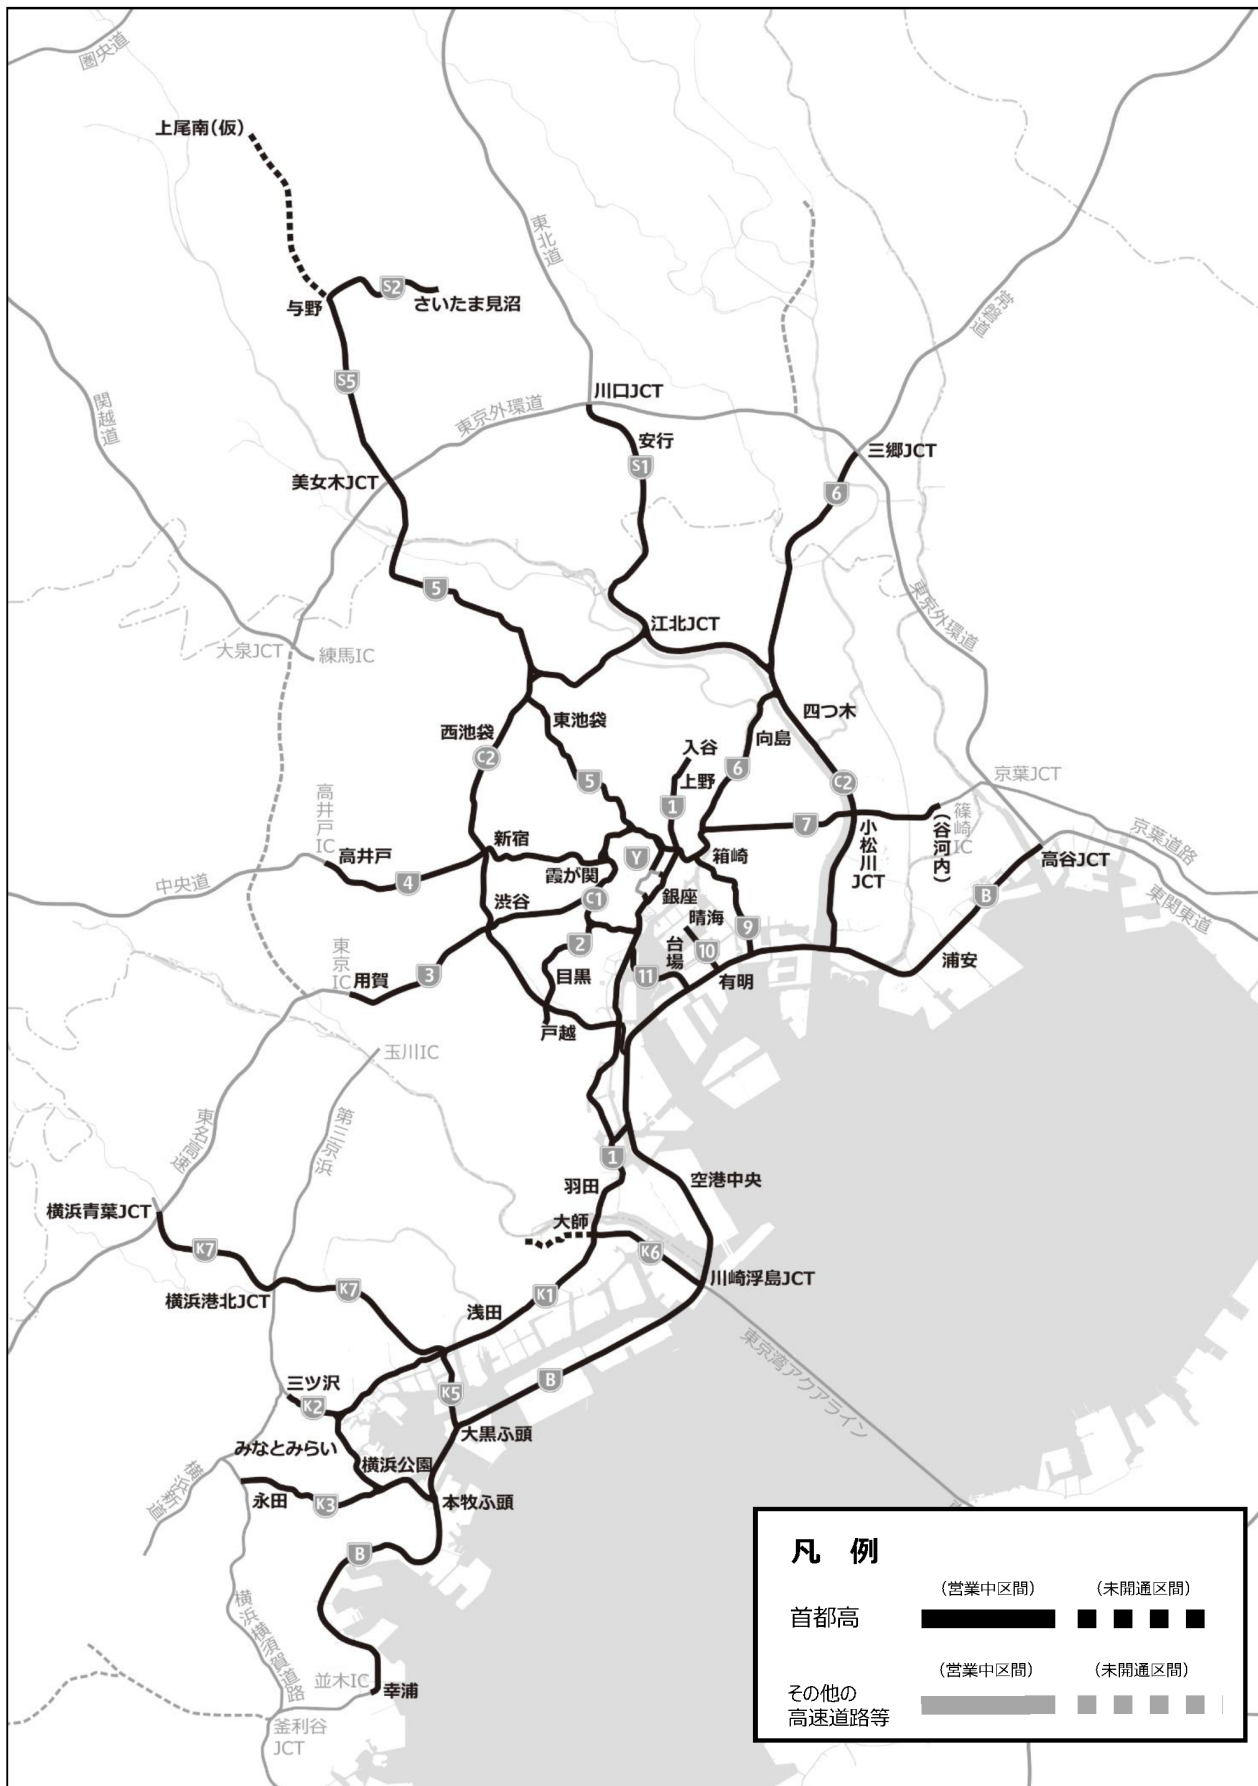 圏央道
上尾南(仮)
東北道
与野
S2
さいたま見沼
常磐道
S5
関越道
東京外環道
川口JCT
安行
S1
三郷JCT
6
美女木JCT
5
東京外環道
江北JCT
大泉JCT
練馬IC
四つ木
東池袋
西池袋
向島
入谷
上野
C2
5
6
C2
京葉JCT
高井戸IC
1
7
小松川JCT
(谷河内)
篠崎IC
京葉道路
高谷JCT
新宿
高井戸
中央道
4
霞が関
Y
箱崎
渋谷
C1
銀座
晴海
B
東関東道
東京IC
用賀
3
2
目黒
台場
10
9
11
有明
浦安
戸越
玉川IC
東名高速
第三京浜
1
羽田
空港中央
横浜青葉JCT
大師
K7
K6
横浜港北JCT
K7
K1
川崎浮島JCT
浅田
東京湾アクアライン
三ツ沢
K2
K5
B
大黒ふ頭
みなとみらい
横浜公園
横浜新道
永田
K3
本牧ふ頭
B
横浜横須賀道路
並木IC
幸浦
釜利谷JCT
凡 例
(営業中区間) (未開通区間)
首都高
(営業中区間) (未開通区間)
その他の
高速道路等